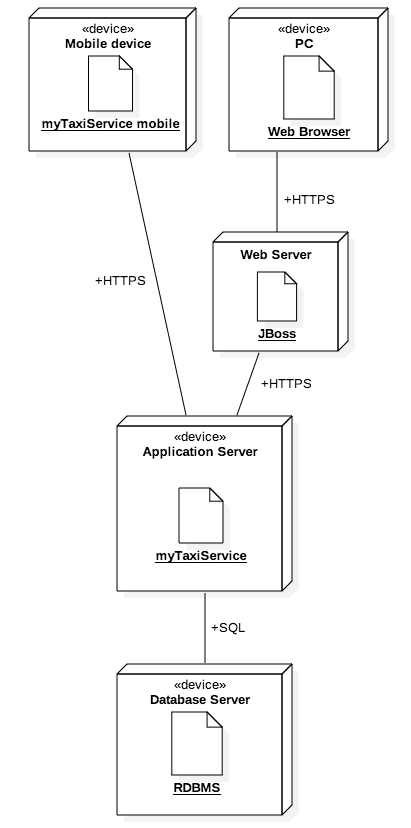 «device»
Mobile device
myTaxiService mobile
«device»
PC
Web Browser
+HTTPS
Web Server
JBoss
+HTTPS
+HTTPS
«device»
Application Server
myTaxiService
+SQL
«device»
Database Server
RDBMS